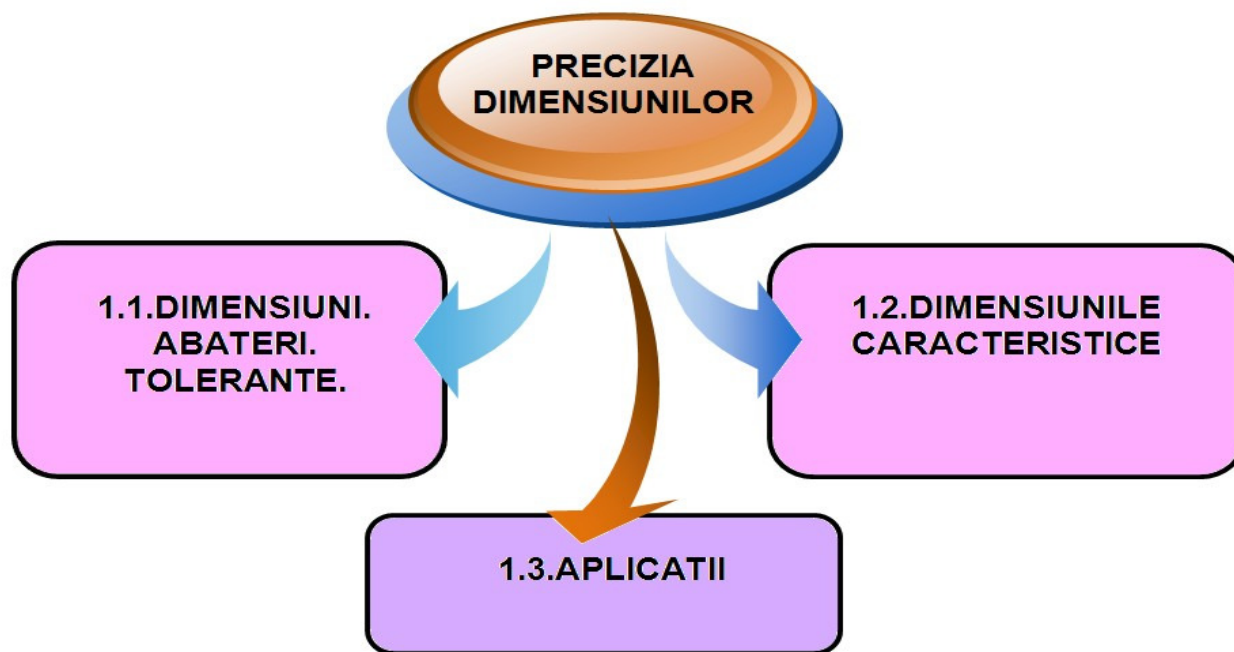 PRECIZIA
DIMENSIUNILOR
1.1.DIMENSIUNI.
ABATERI.
TOLERANTE.
1.2.DIMENSIUNILE
CARACTERISTICE
1.3.APLICATII